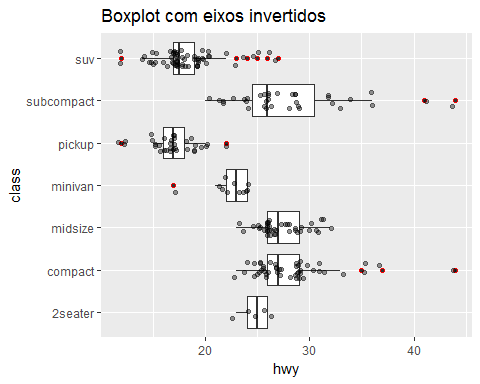 Boxplot com eixos invertidos
suv
subcompact
pickup
minivan
midsize
compact
2seater
class
20
30
40
hwy